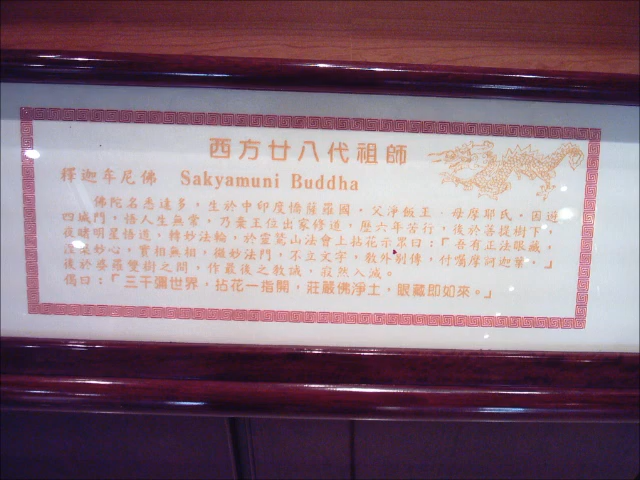 西方廿八代祖師
釋迦牟尼佛 Sakyamuni Buddha
佛陀名悉達多，生於中印度憍薩羅國，父淨飯王，母摩耶氏，因遊
四城門，悟人生無常，乃棄王位出家修道，歷六年苦行，後於菩提樹下，
夜睹明星悟道，轉妙法輪，於靈鷲山法會上拈花示眾曰：「吾有正法眼藏，
涅槃妙心，實相無相，微妙法門，不立文字，教外別傳，付囑摩訶迦葉。」
後於娑羅雙樹之間，作最後之教誡，寂然入滅。
偈曰：「三千彌世界，拈花一指開，莊嚴佛淨土，眼藏即如來。」